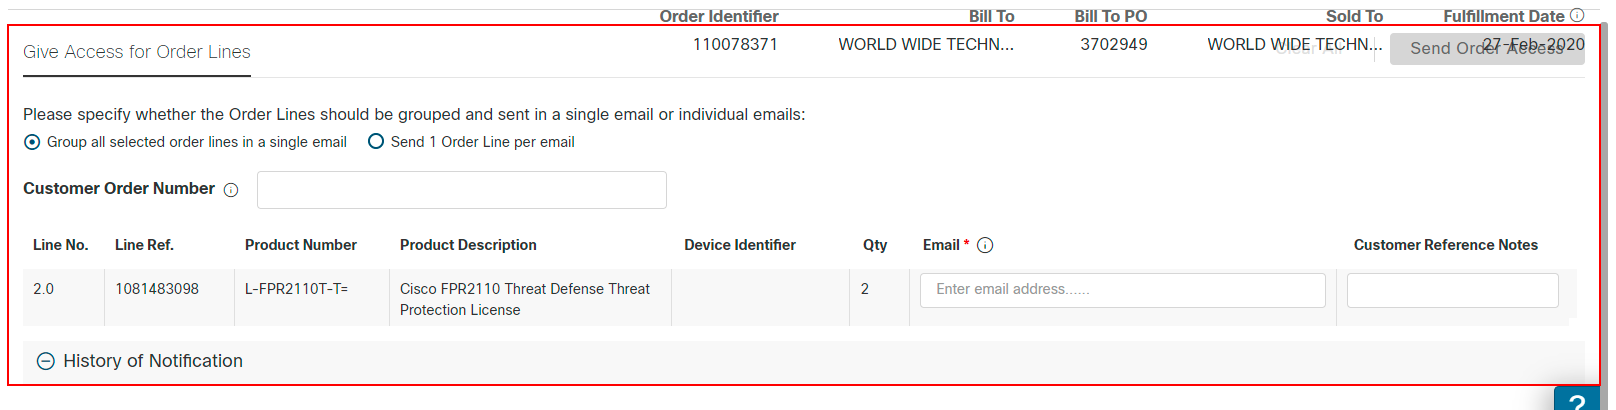 Order Identifier Bill To Bill To PO Sold To Fulfillment Date
Give Access for Order Lines 110078371 WORLD WIDE TECHN... 3702949 WORLD WIDE TECHN... 27-Feb-2020
Clear All Send Order Access
Please specify whether the Order Lines should be grouped and sent in a single email or individual emails:
Group all selected order lines in a single email Send 1 Order Line per email
Customer Order Number
Line No. Line Ref. Product Number Product Description Device Identifier Qty Email * Customer Reference Notes
2.0 1081483098 L-FPR2110T-T= Cisco FPR2110 Threat Defense Threat 2 Enter email address......
Protection License
History of Notification
?